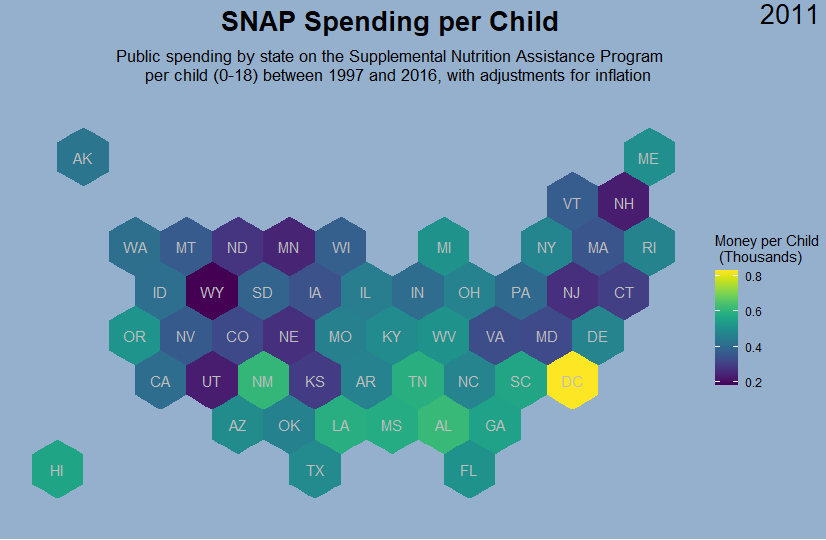 2011
SNAP Spending per Child
Public spending by state on the Supplemental Nutrition Assistance Program
per child (0-18) between 1997 and 2016, with adjustments for inflation
AK
ME
VT
NH
WA
MT
ND
MN
WI
MI
NY
MA
RI
ID
WY
SD
IA
IL
IN
OH
PA
NJ
CT
OR
NV
CO
NE
MO
KY
WV
VA
MD
DE
CA
UT
NM
KS
AR
TN
NC
SC
DC
AZ
OK
LA
MS
AL
GA
HI
TX
FL
Money per Child
(Thousands)
0.8
0.6
0.4
0.2